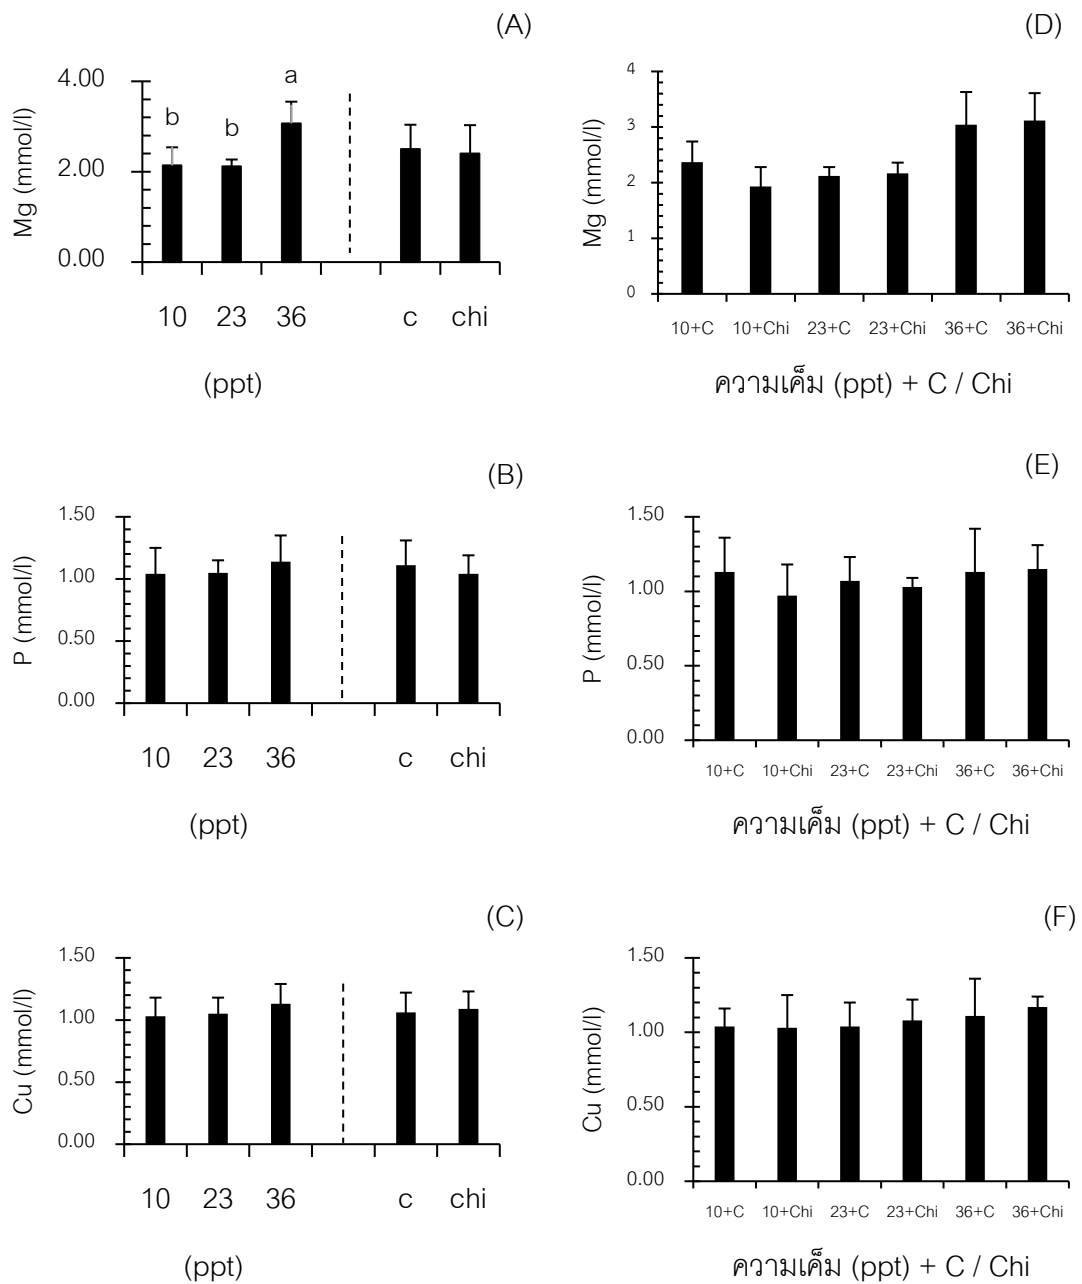 (A)
4.00
2.00
0.00
Mg (mmol/l)
b
b
a
10 23 36 c chi
(ppt)
(D)
4
3
2
1
0
Mg (mmol/l)
10+C 10+Chi 23+C 23+Chi 36+C 36+Chi
ความเค็ม (ppt) + C / Chi
(B)
1.50
1.00
0.50
0.00
P (mmol/l)
10 23 36 c chi
(ppt)
(E)
1.50
1.00
0.50
0.00
P (mmol/l)
10+C 10+Chi 23+C 23+Chi 36+C 36+Chi
ความเค็ม (ppt) + C / Chi
(C)
1.50
1.00
0.50
0.00
Cu (mmol/l)
10 23 36 c chi
(ppt)
(F)
1.50
1.00
0.50
0.00
Cu (mmol/l)
10+C 10+Chi 23+C 23+Chi 36+C 36+Chi
ความเค็ม (ppt) + C / Chi